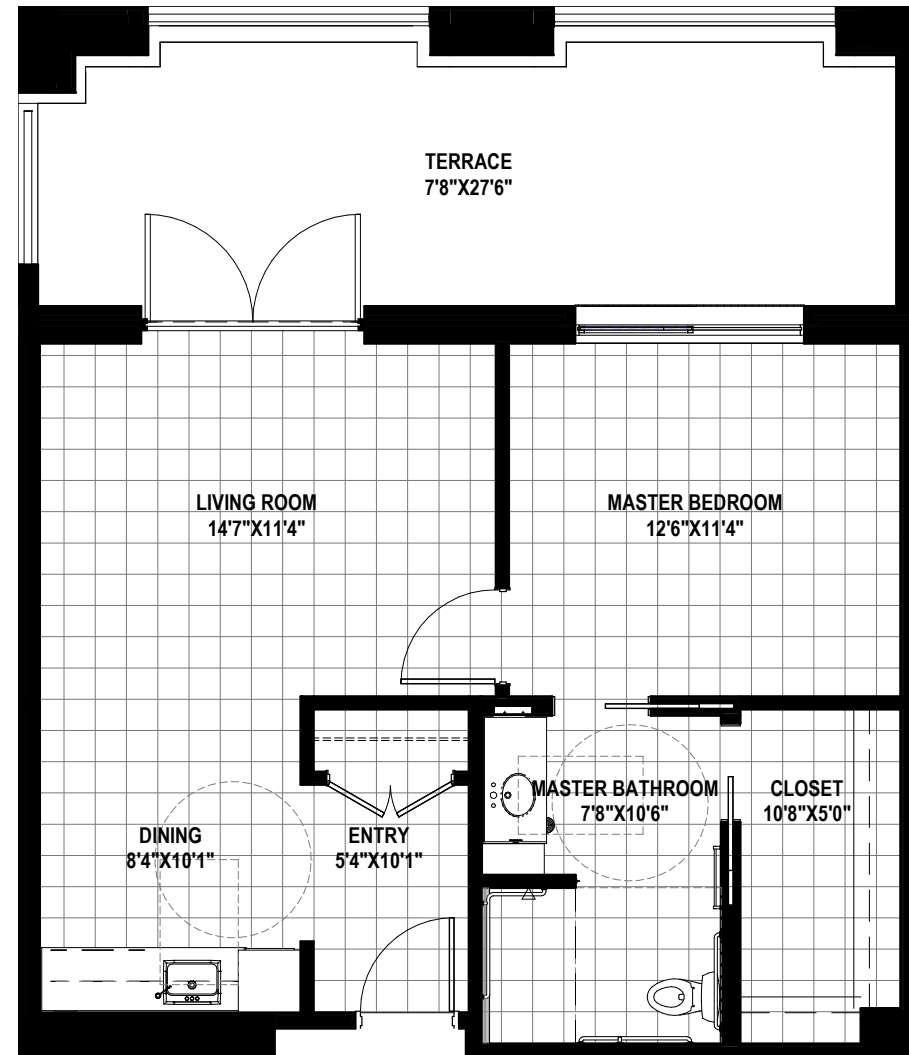 TERRACE
7'8"X27'6"
LIVING ROOM
14'7"X11'4"
MASTER BEDROOM
12'6"X11'4"
MASTER BATHROOM
7'8"X10'6"
CLOSET
10'8"X5'0"
DINING
8'4"X10'1"
ENTRY
5'4"X10'1"